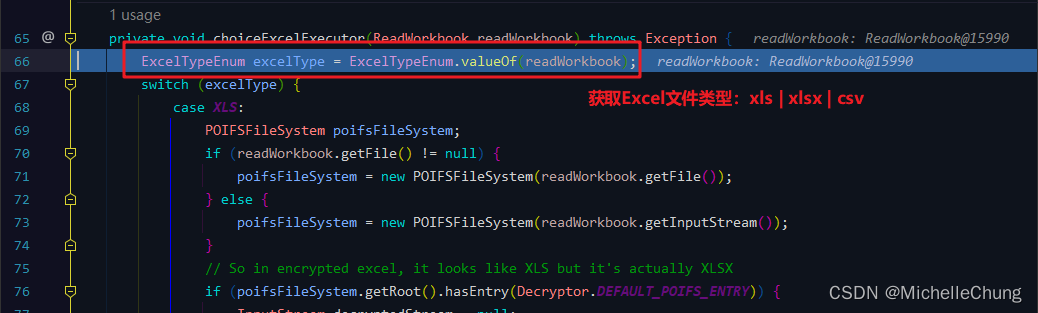 1 usage
65 @ private void choiceExcelExecutor(ReadWorkbook readWorkbook) throws Exception { readWorkbook: ReadWorkbook@15990
66 ExcelTypeEnum excelType = ExcelTypeEnum.valueOf(readWorkbook); readWorkbook: ReadWorkbook@15990
67 switch (excelType) {
获取Excel文件类型：xls | xlsx | csv
68 case XLS:
69 POIFSFileSystem poifsFileSystem;
70 if (readWorkbook.getFile() != null) {
71 poifsFileSystem = new POIFSFileSystem(readWorkbook.getFile());
72 } else {
73 poifsFileSystem = new POIFSFileSystem(readWorkbook.getInputStream());
74 }
75 // So in encrypted excel, it looks like XLS but it's actually XLSX
76 if (poifsFileSystem.getRoot().hasEntry(Decryptor.DEFAULT_POIFS_ENTRY)) {
InputStream decryptedStream = null;
CSDN @MichelleChung